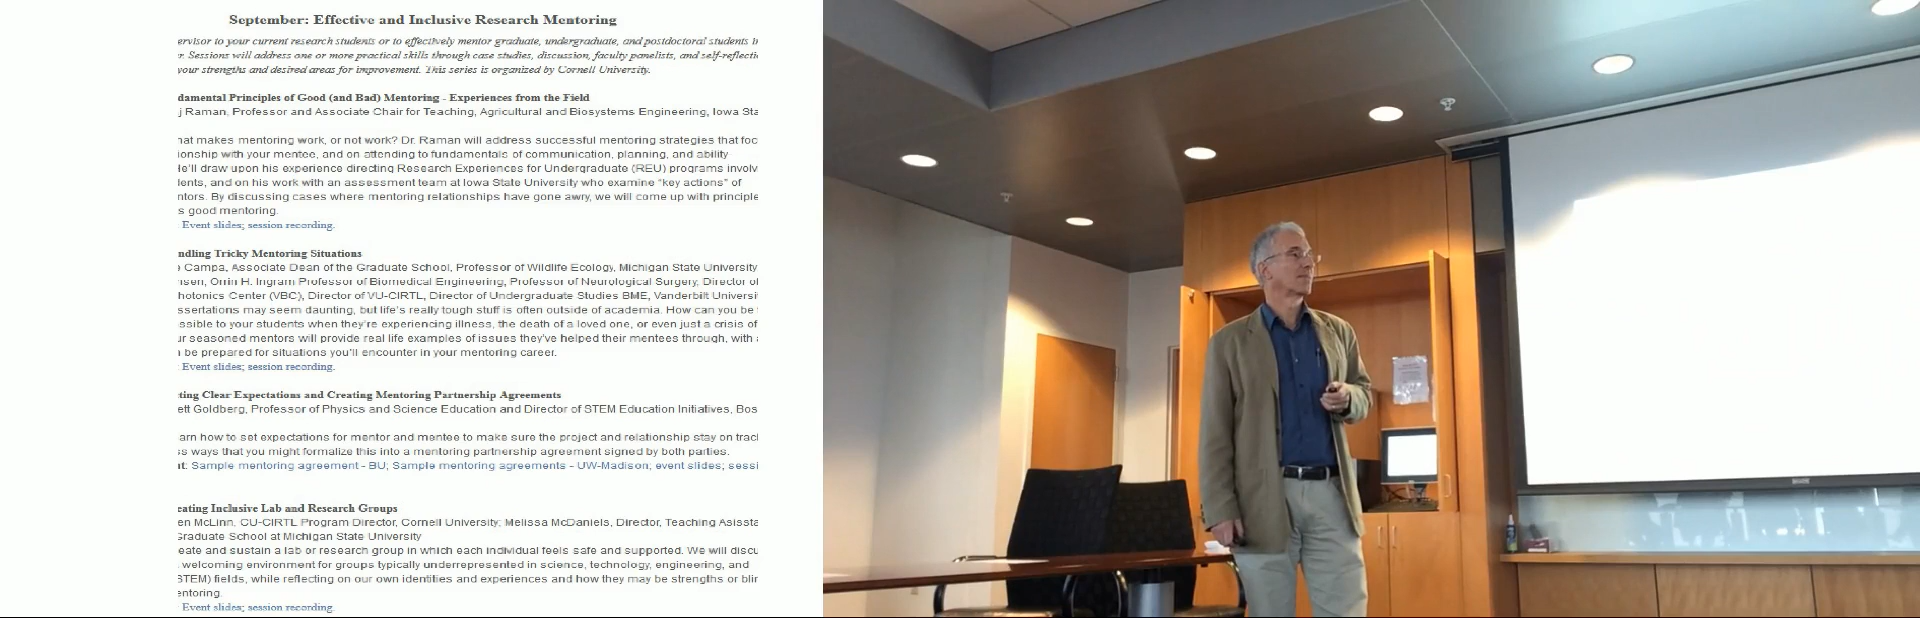 September: Effective and Inclusive Research Mentoring
ervisor to your current research students or to effectively mentor graduate, undergraduate, and postdoctoral students
r. Sessions will address one or more practical skills through case studies, discussion, faculty panelists, and self-reflecti
your strengths and desired areas for improvement. This series is organized by Cornell University.
damental Principles of Good (and Bad) Mentoring - Experiences from the Field
j Raman, Professor and Associate Chair for Teaching, Agricultural and Biosystems Engineering, Iowa Sta
hat makes mentoring work, or not work? Dr. Raman will address successful mentoring strategies that foc
ionship with your mentee, and on attending to fundamentals of communication, planning, and ability
He'll draw upon his experience directing Research Experiences for Undergraduate (REU) programs involv
dents, and on his work with an assessment team at Iowa State University who examine "key actions" of
ntors. By discussing cases where mentoring relationships have gone awry, we will come up with principle
s good mentoring.
Event slides; session recording.
ndling Tricky Mentoring Situations
Campa, Associate Dean of the Graduate School, Professor of Wildlife Ecology, Michigan State University
nsen, Orrin H. Ingram Professor of Biomedical Engineering, Professor of Neurological Surgery, Director of
hotonics Center (VBC), Director of VU-CIRTL, Director of Undergraduate Studies BME, Vanderbilt Universit
ssertations may seem daunting, but life's really tough stuff is often outside of academia. How can you be
ssible to your students when they're experiencing illness, the death of a loved one, or even just a crisis of
ur seasoned mentors will provide real life examples of issues they've helped their mentees through, with
be prepared for situations you'll encounter in your mentoring career.
Event slides; session recording.
tting Clear Expectations and Creating Mentoring Partnership Agreements
ett Goldberg, Professor of Physics and Science Education and Director of STEM Education Initiatives, Bos
arn how to set expectations for mentor and mentee to make sure the project and relationship stay on track
s ways that you might formalize this into a mentoring partnership agreement signed by both parties.
t: Sample mentoring agreement - BU; Sample mentoring agreements - UW-Madison; event slides; sessi
eating Inclusive Lab and Research Groups
en McLinn, CU-CIRTL Program Director, Cornell University; Melissa McDaniels, Director, Teaching Asissta
Graduate School at Michigan State University
eate and sustain a lab or research group in which each individual feels safe and supported. We will discu
welcoming environment for groups typically underrepresented in science, technology, engineering, and
STEM) fields, while reflecting on our own identities and experiences and how they may be strengths or blin
entoring.
Event slides; session recording.